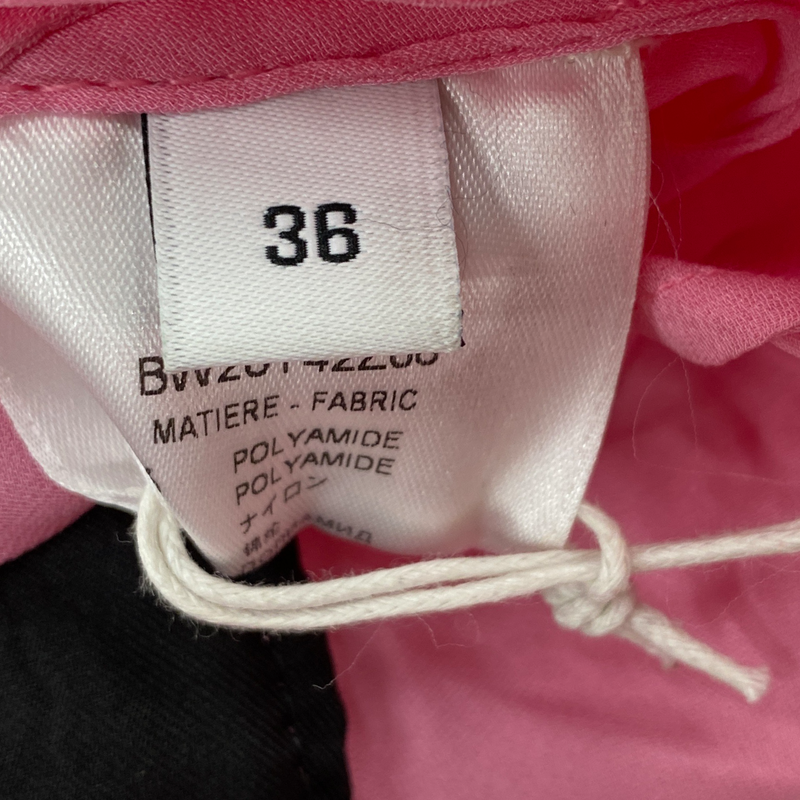 36
MATIERE - FABRIC
POLYAMIDE
POLYAMIDE
ナイロン